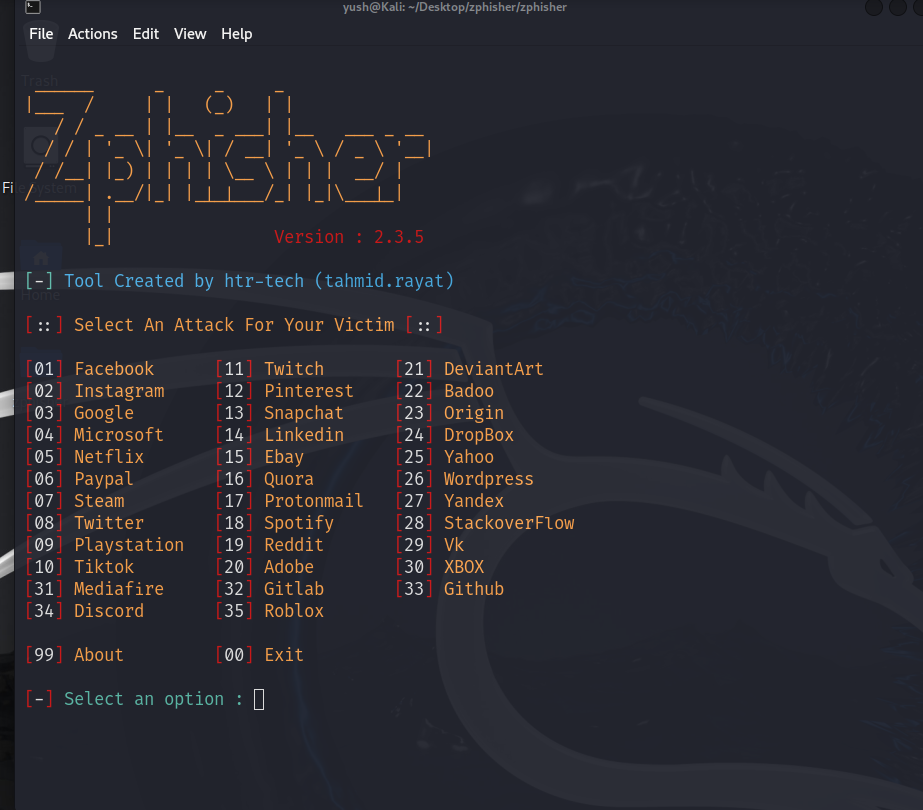 yush@Kali: ~/Desktop/zphisher/zphisher
File Actions Edit View Help
Trash
Zphisher
File System
Version : 2.3.5
[-] Tool Created by htr-tech (tahmid.rayat)
Home
[::] Select An Attack For Your Victim [::]
[01] Facebook [11] Twitch [21] DeviantArt
[02] Instagram [12] Pinterest [22] Badoo
[03] Google [13] Snapchat [23] Origin
[04] Microsoft [14] Linkedin [24] DropBox
[05] Netflix [15] Ebay [25] Yahoo
[06] Paypal [16] Quora [26] Wordpress
[07] Steam [17] Protonmail [27] Yandex
[08] Twitter [18] Spotify [28] StackoverFlow
[09] Playstation [19] Reddit [29] Vk
[10] Tiktok [20] Adobe [30] XBOX
[31] Mediafire [32] Gitlab [33] Github
[34] Discord [35] Roblox
[99] About [00] Exit
[-] Select an option :